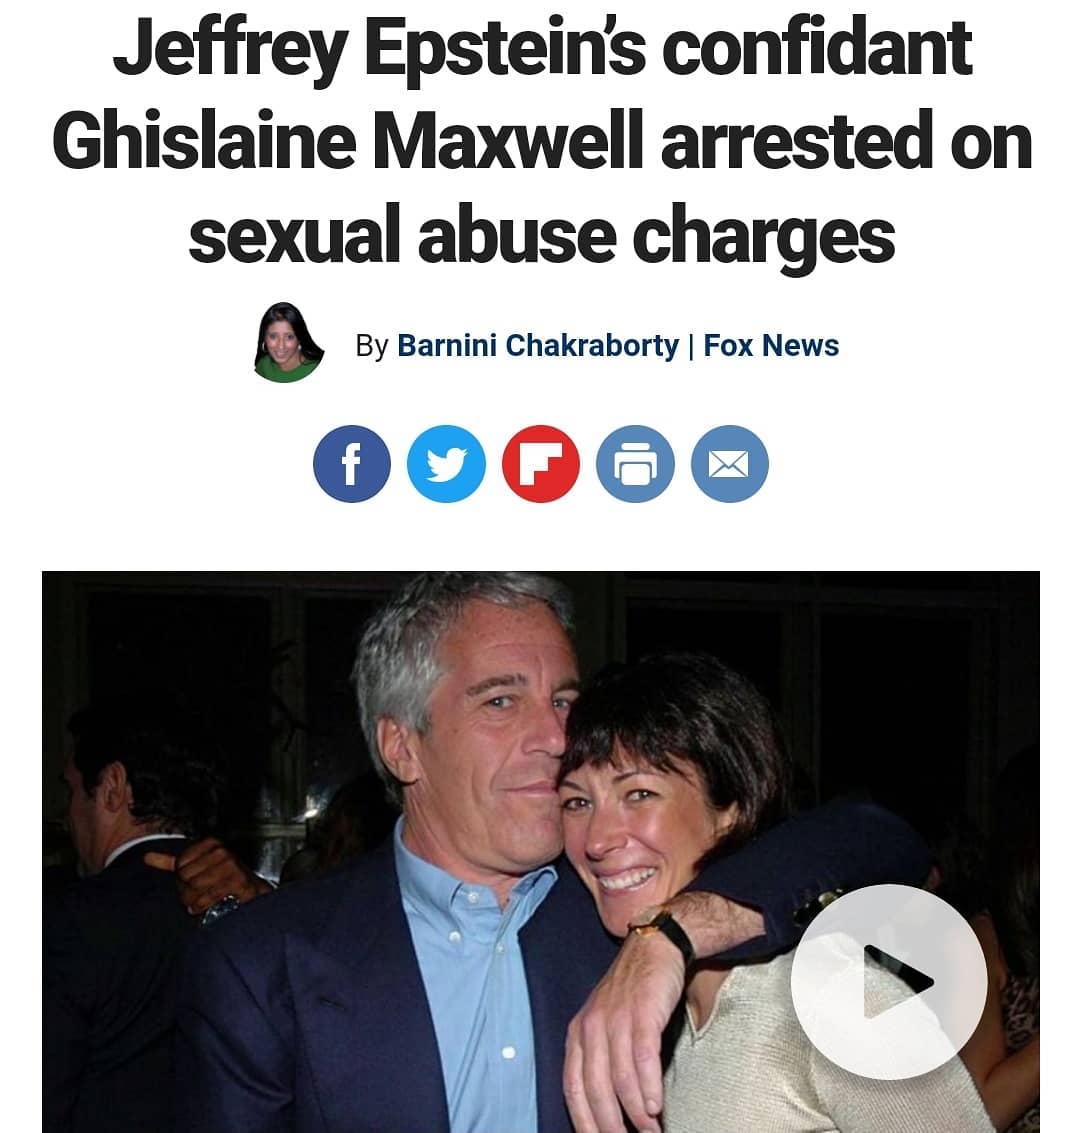 Jeffrey Epstein’s confidant
Ghislaine Maxwell arrested on
sexual abuse charges
By Barnini Chakraborty | Fox News